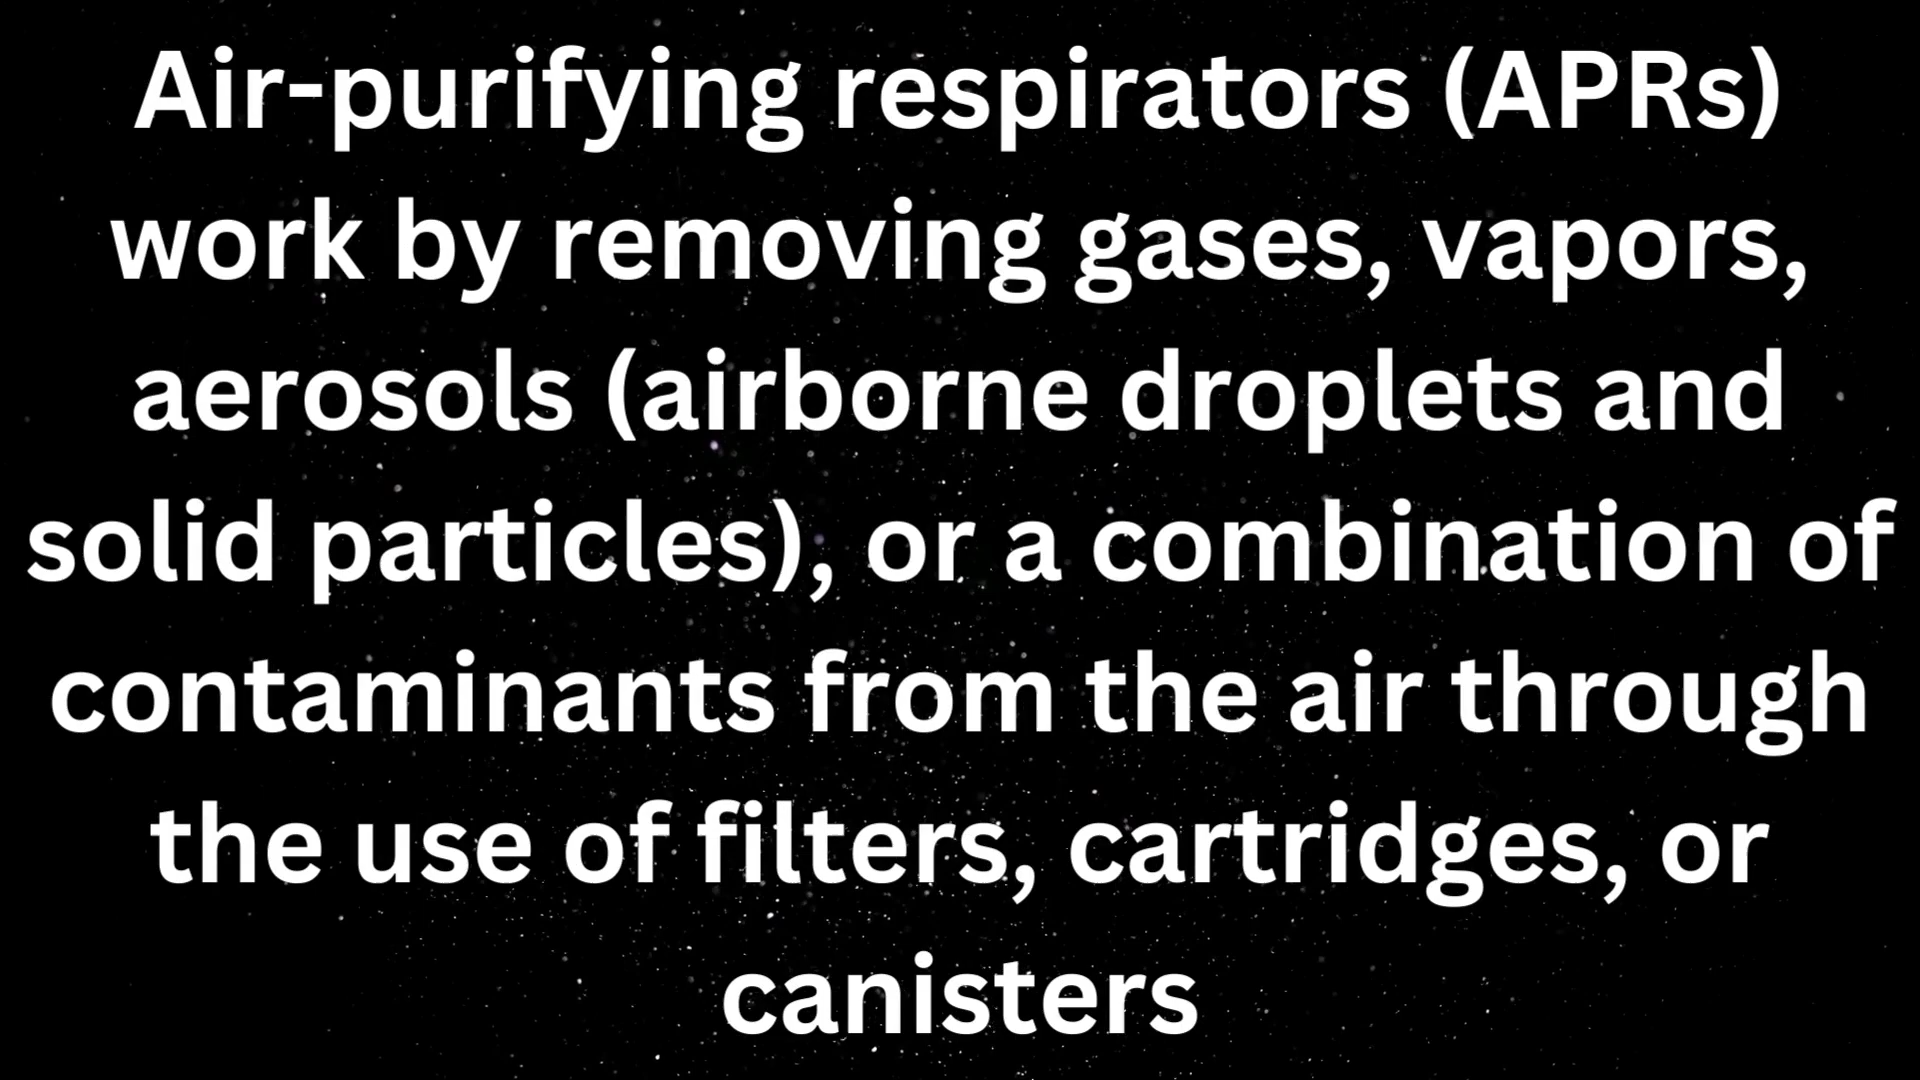 Air-purifying respirators (APRs)
work by removing gases, vapors,
aerosols (airborne droplets and
solid particles), or a combination of
contaminants from the air through
the use of filters, cartridges, or
canisters